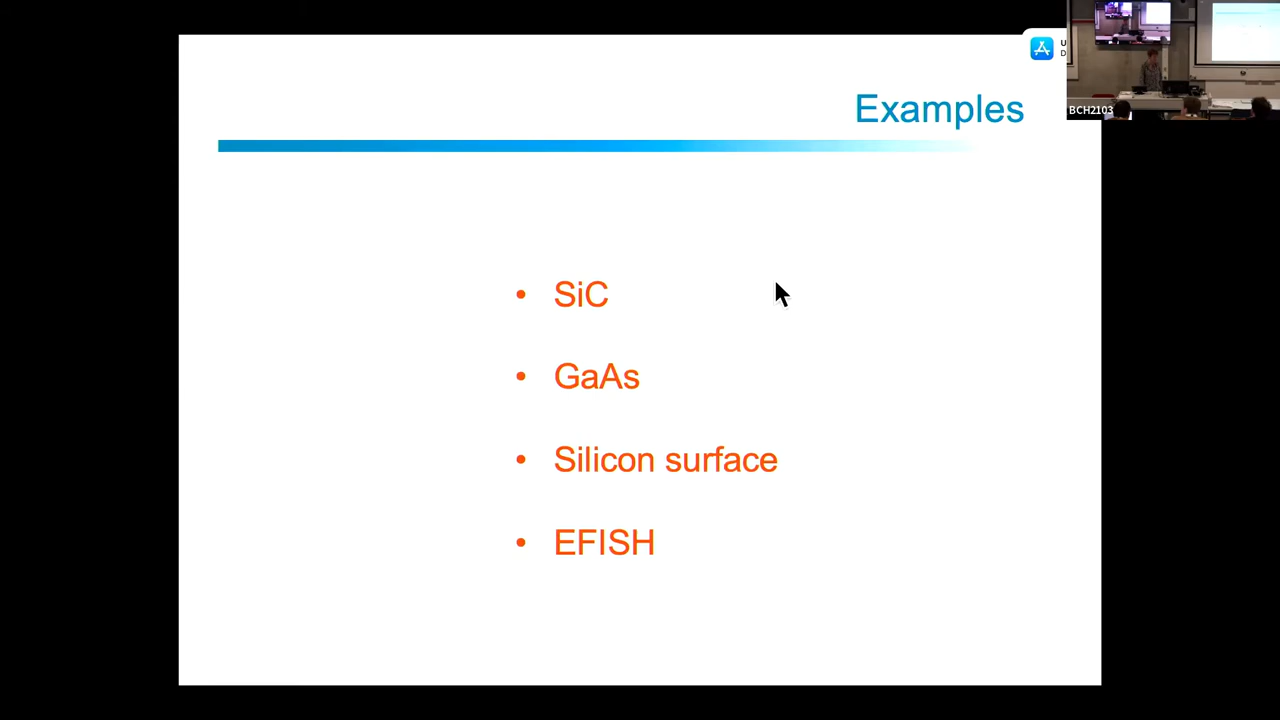 Examples
• SiC
• GaAs
• Silicon surface
• EFISH
U
D
BCH2103